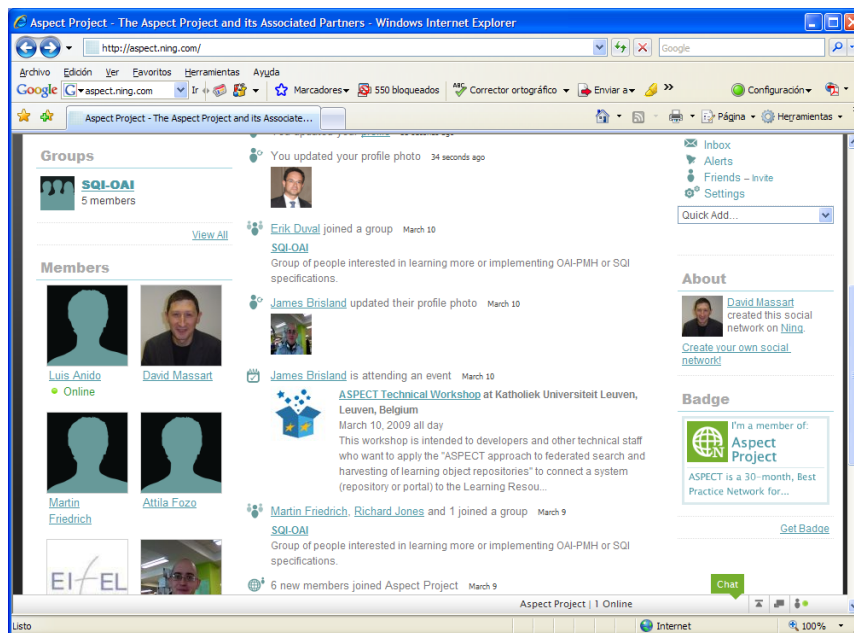 Aspect Project - The Aspect Project and its Associated Partners - Windows Internet Explorer
http://aspect.ning.com/
Google
Archivo Edición Ver Favoritos Herramientas Ayuda
Google G aspect.ning.com Ir Marcadores 550 bloqueados ABC Corrector ortográfico Enviar a Configuración
Aspect Project - The Aspect Project and its Associate...
Página Herramientas
Groups
SQI-OAI
5 members
View All
Members
Luis Anido
Online
David Massart
Martin Friedrich
Attila Fozo
EIFEL
You updated your profile
You updated your profile photo 34 seconds ago
Erik Duval joined a group March 10
SQI-OAI
Group of people interested in learning more or implementing OAI-PMH or SQI
specifications.
James Brisland updated their profile photo March 10
James Brisland is attending an event March 10
ASPECT Technical Workshop at Katholiek Universiteit Leuven,
Leuven, Belgium
March 10, 2009 all day
This workshop is intended to developers and other technical staff
who want to apply the "ASPECT approach to federated search and
harvesting of learning object repositories" to connect a system
(repository or portal) to the Learning Resou...
Martin Friedrich, Richard Jones and 1 joined a group March 9
SQI-OAI
Group of people interested in learning more or implementing OAI-PMH or SQI
specifications.
6 new members joined Aspect Project March 9
Inbox
Alerts
Friends – Invite
Settings
Quick Add...
About
David Massart
created this social
network on Ning.
Create your own social
network!
Badge
I'm a member of:
Aspect
Project
ASPECT is a 30-month, Best
Practice Network for...
Get Badge
Chat
Aspect Project | 1 Online
Listo
Internet
100%